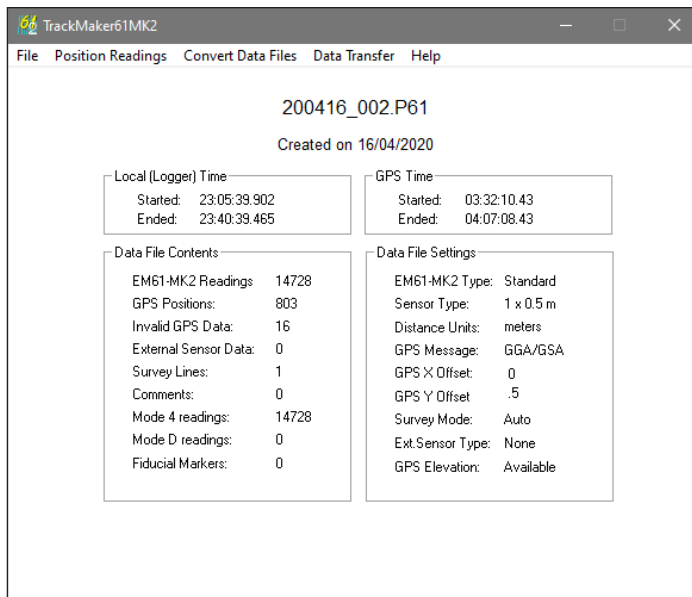 TrackMaker61MK2
File Position Readings Convert Data Files Data Transfer Help
200416_002.P61
Created on 16/04/2020
Local (Logger) Time
Started: 23:05:39.902
Ended: 23:40:39.465
GPS Time
Started: 03:32:10.43
Ended: 04:07:08.43
Data File Contents
EM61-MK2 Readings 14728
GPS Positions: 803
Invalid GPS Data: 16
External Sensor Data: 0
Survey Lines: 1
Comments: 0
Mode 4 readings: 14728
Mode D readings: 0
Fiducial Markers: 0
Data File Settings
EM61-MK2 Type: Standard
Sensor Type: 1 x 0.5 m
Distance Units: meters
GPS Message: GGA/GSA
GPS X Offset: 0
GPS Y Offset .5
Survey Mode: Auto
Ext.Sensor Type: None
GPS Elevation: Available